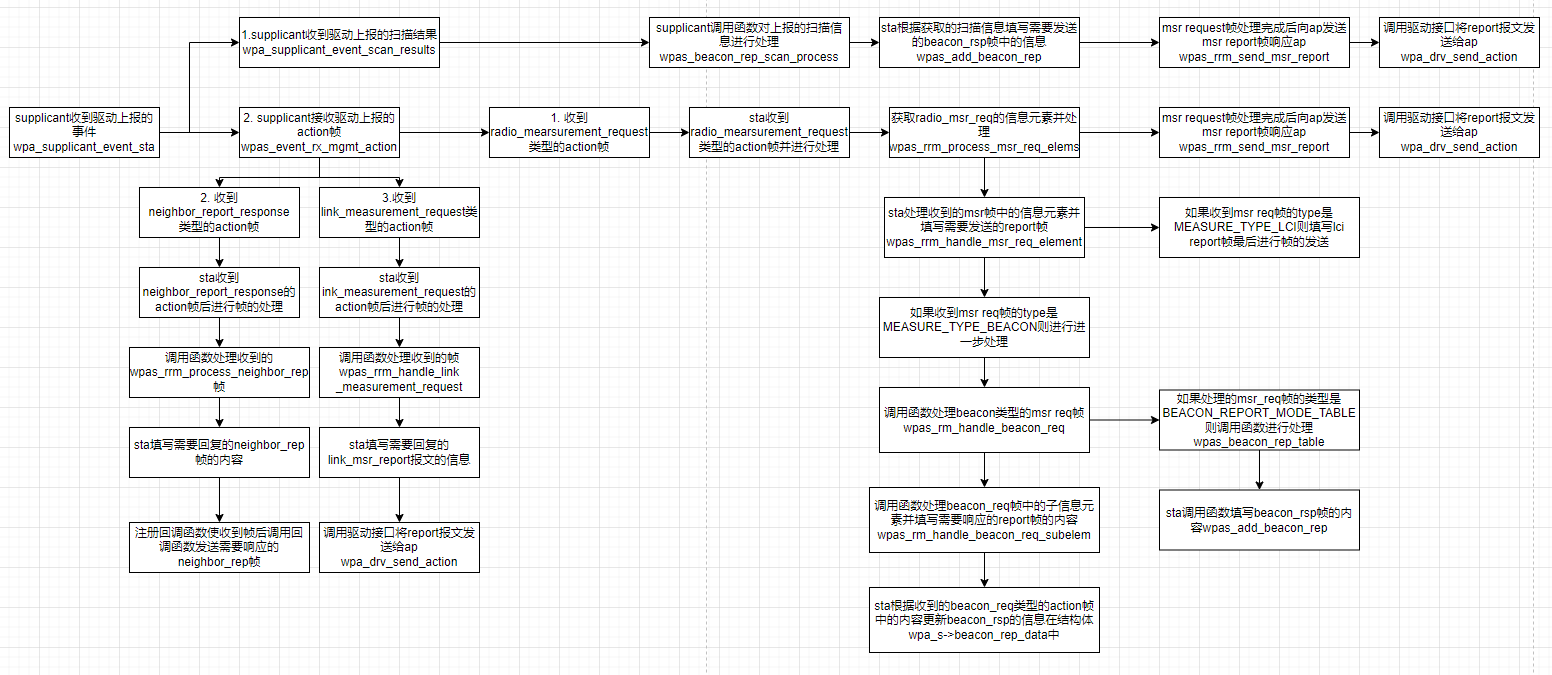 1.supplicant收到驱动上报的扫描结果
wpa_supplicant_event_scan_results
supplicant调用函数对上报的扫描信
息进行处理
wpas_beacon_rep_scan_process
sta根据获取的扫描信息填写需要发送
的beacon_rsp帧中的信息
wpas_add_beacon_rep
msr request帧处理完成后向ap发送
msr report帧响应ap
wpas_rrm_send_msr_report
调用驱动接口将report报文发
送给ap
wpa_drv_send_action
supplicant收到驱动上报的
事件
wpa_supplicant_event_sta
2. supplicant接收驱动上报的
action帧
wpas_event_rx_mgmt_action
1. 收到
radio_mearsurement_request
类型的action帧
sta收到
radio_mearsurement_request
类型的action帧并进行处理
获取radio_msr_req的信息元素并处
理
wpas_rrm_process_msr_req_elems
msr request帧处理完成后向ap发送
msr report帧响应ap
wpas_rrm_send_msr_report
调用驱动接口将report报文发
送给ap
wpa_drv_send_action
2. 收到
neighbor_report_response
类型的action帧
3.收到
link_measurement_request类
型的action帧
sta处理收到的msr帧中的信息元素并
填写需要发送的report帧
wpas_rrm_handle_msr_req_element
如果收到msr req帧的type是
MEASURE_TYPE_LCI则填写lci
report帧最后进行帧的发送
sta收到
neighbor_report_response的
action帧后进行帧的处理
sta收到
ink_measurement_request的
action帧后进行帧的处理
如果收到msr req帧的type是
MEASURE_TYPE_BEACON则进行进
一步处理
调用函数处理收到的
wpas_rrm_process_neighbor_rep
帧
调用函数处理收到的帧
wpas_rrm_handle_link
_measurement_request
调用函数处理beacon类型的msr req帧
wpas_rm_handle_beacon_req
如果处理的msr_req帧的类型是
BEACON_REPORT_MODE_TABLE
则调用函数进行处理
wpas_beacon_rep_table
sta填写需要回复的neighbor_rep
帧的内容
sta填写需要回复的
link_msr_report报文的信息
调用函数处理beacon_req帧中的子信息元
素并填写需要响应的report帧的内容
wpas_rm_handle_beacon_req_subelem
sta调用函数填写beacon_rsp帧的内
容wpas_add_beacon_rep
注册回调函数使收到帧后调用回
调函数发送需要响应的
neighbor_rep帧
调用驱动接口将report报文发
送给ap
wpa_drv_send_action
sta根据收到的beacon_req类型的action帧
中的内容更新beacon_rsp的信息在结构体
wpa_s->beacon_rep_data中